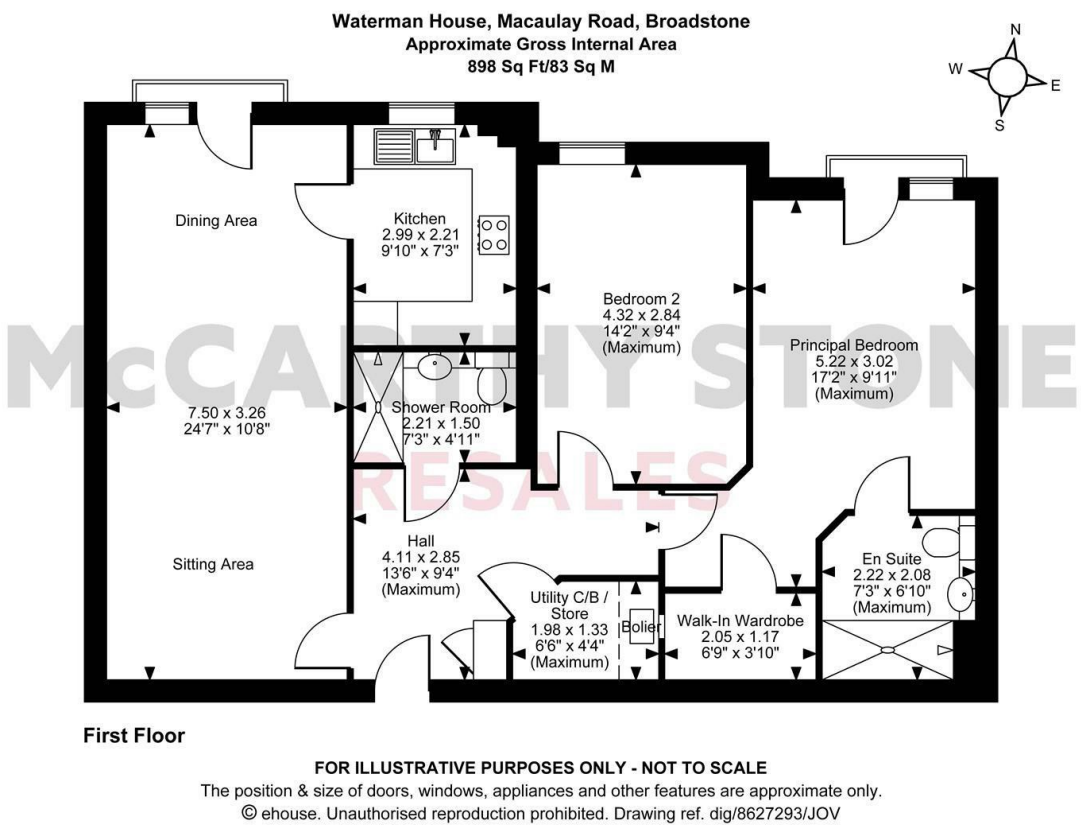 Waterman House, Macaulay Road, Broadstone
Approximate Gross Internal Area
898 Sq Ft/83 Sq M
N
W
E
S
Dining Area
Kitchen
2.99 x 2.21
9'10" x 7'3"
Bedroom 2
4.32 x 2.84
14'2" x 9'4"
(Maximum)
Principal Bedroom
5.22 x 3.02
17'2" x 9'11"
(Maximum)
McCARTHY STONE
RESALES
7.50 x 3.26
24'7" x 10'8"
Shower Room
2.21 x 1.50
7'3" x 4'11"
Sitting Area
Hall
4.11 x 2.85
13'6" x 9'4"
(Maximum)
Utility C/B /
Store
1.98 x 1.33
6'6" x 4'4"
(Maximum)
Bolier
Walk-In Wardrobe
2.05 x 1.17
6'9" x 3'10"
En Suite
2.22 x 2.08
7'3" x 6'10"
(Maximum)
First Floor
FOR ILLUSTRATIVE PURPOSES ONLY - NOT TO SCALE
The position & size of doors, windows, appliances and other features are approximate only.
© ehouse. Unauthorised reproduction prohibited. Drawing ref. dig/8627293/JOV